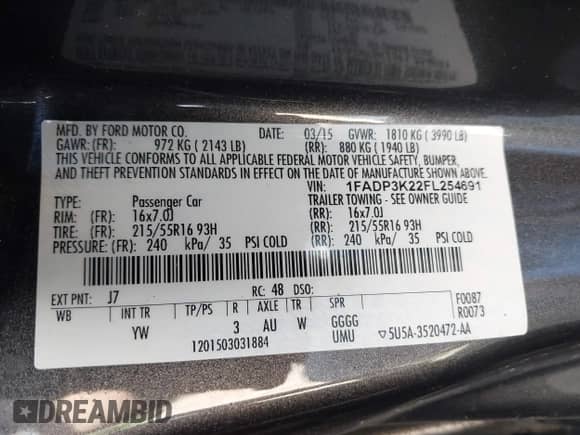 MFD. BY FORD MOTOR CO. DATE: 03/15 GVWR: 1810 KG ( 3990 LB)
GAWR: (FR): 972 KG ( 2143 LB) (RR): 880 KG ( 1940 LB)
THIS VEHICLE CONFORMS TO ALL APPLICABLE FEDERAL MOTOR VEHICLE SAFETY, BUMPER,
AND THEFT PREVENTION STANDARDS IN EFFECT ON THE DATE OF MANUFACTURE SHOWN ABOVE.
VIN: 1FADP3K22FL254691
TYPE: Passenger Car TRAILER TOWING - SEE OWNER GUIDE
RIM: (FR): 16x7.0J (RR): 16x7.0J
TIRE: (FR): 215/55R16 93H (RR): 215/55R16 93H
PRESSURE: (FR): 240 kPa/ 35 PSI COLD (RR): 240 kPa/ 35 PSI COLD
EXT PNT: J7 RC: 48 DSO: F0087
WB INT TR TP/PS R AXLE TR SPR R0073
YW 3 AU W GGGG
1201503031884 UMU ▽5U5A-3520472-AA
DREAMBID